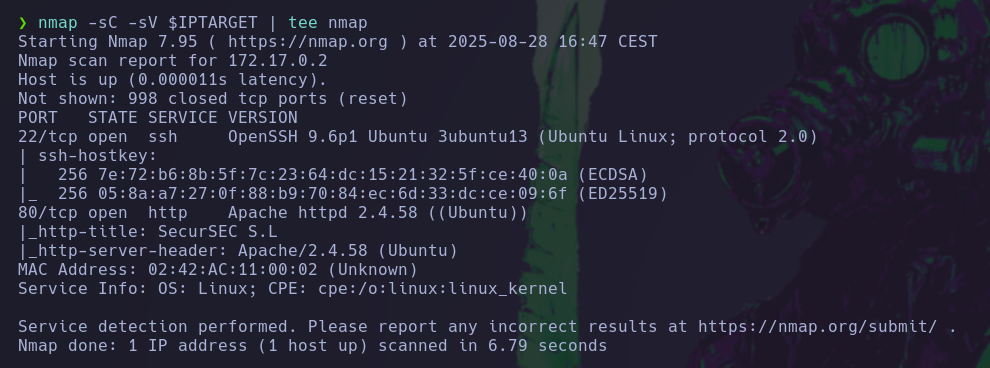 ❯ nmap -sC -sV $IPTARGET | tee nmap
Starting Nmap 7.95 ( https://nmap.org ) at 2025-08-28 16:47 CEST
Nmap scan report for 172.17.0.2
Host is up (0.000011s latency).
Not shown: 998 closed tcp ports (reset)
PORT   STATE SERVICE VERSION
22/tcp open  ssh     OpenSSH 9.6p1 Ubuntu 3ubuntu13 (Ubuntu Linux; protocol 2.0)
| ssh-hostkey:
|   256 7e:72:b6:8b:5f:7c:23:64:dc:15:21:32:5f:ce:40:0a (ECDSA)
|_  256 05:8a:a7:27:0f:88:b9:70:84:ec:6d:33:dc:ce:09:6f (ED25519)
80/tcp open  http    Apache httpd 2.4.58 ((Ubuntu))
|_http-title: SecurSEC S.L
|_http-server-header: Apache/2.4.58 (Ubuntu)
MAC Address: 02:42:AC:11:00:02 (Unknown)
Service Info: OS: Linux; CPE: cpe:/o:linux:linux_kernel

Service detection performed. Please report any incorrect results at https://nmap.org/submit/ .
Nmap done: 1 IP address (1 host up) scanned in 6.79 seconds